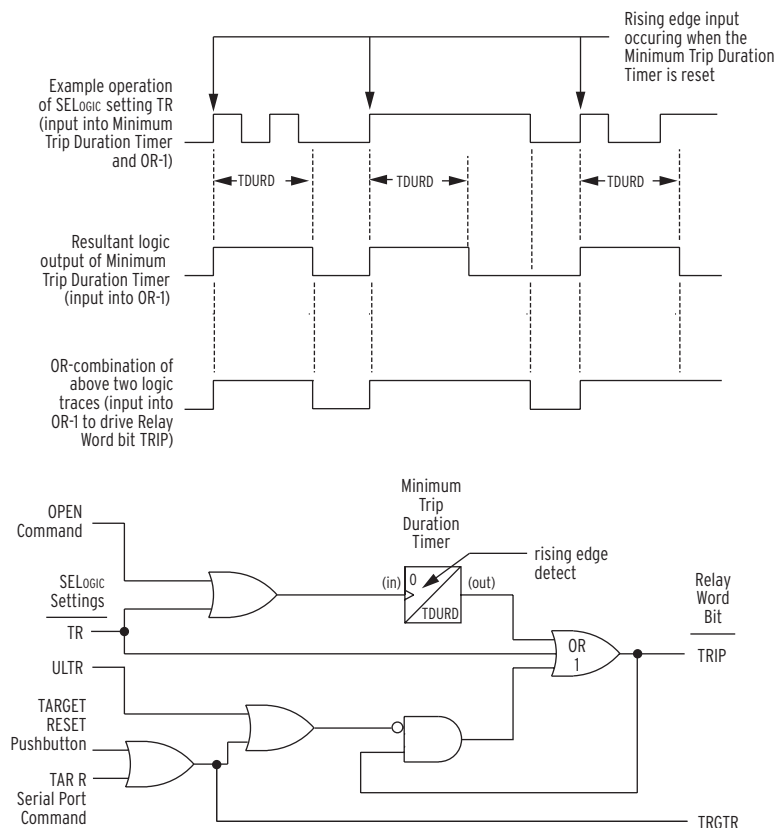 Rising edge input
occuring when the
Minimum Trip Duration
Timer is reset
Example operation
of SELOGIC setting TR
(input into Minimum
Trip Duration Timer
and OR-1)
TDURD
TDURD
TDURD
Resultant logic
output of Minimum
Trip Duration Timer
(input into OR-1)
OR-combination of
above two logic
traces (input into
OR-1 to drive Relay
Word bit TRIP)
OPEN
Command
Minimum
Trip
Duration
Timer
rising edge
detect
(in)
0
TDURD
(out)
SELOGIC
Settings
TR
Relay
Word
Bit
OR
1
TRIP
ULTR
TARGET
RESET
Pushbutton
TAR R
Serial Port
Command
TRGTR